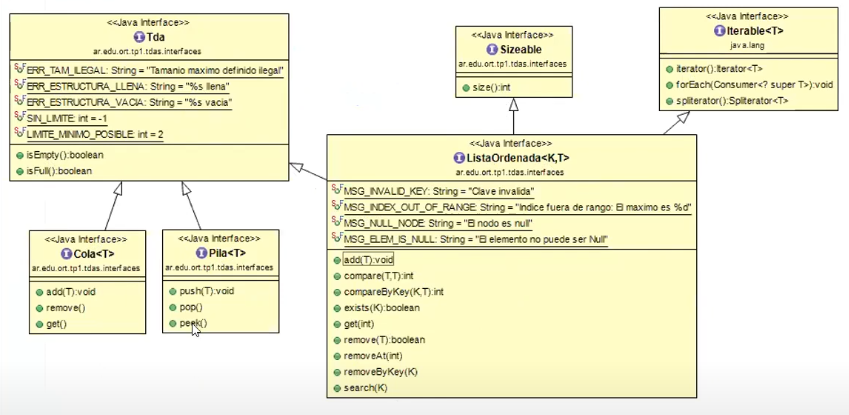 <<Java Interface>>
Tda
ar.edu.ort.tp1.tdas.interfaces
ERR_TAM_ILEGAL: String = "Tamanio maximo definido ilegal"
ERR_ESTRUCTURA_LLENA: String = "%s llena"
ERR_ESTRUCTURA_VACIA: String = "%s vacia"
SIN_LIMITE: int = -1
LIMITE_MINIMO_POSIBLE: int = 2
isEmpty():boolean
isFull():boolean
<<Java Interface>>
Sizeable
ar.edu.ort.tp1.tdas.interfaces
size():int
<<Java Interface>>
Iterable<T>
java.lang
iterator():Iterator<T>
forEach(Consumer<? super T>):void
spliterator():Spliterator<T>
<<Java Interface>>
ListaOrdenada<K,T>
ar.edu.ort.tp1.tdas.interfaces
MSG_INVALID_KEY: String = "Clave invalida"
MSG_INDEX_OUT_OF_RANGE: String = "Indice fuera de rango: El maximo es %d"
MSG_NULL_NODE: String = "El nodo es null"
MSG_ELEM_IS_NULL: String = "El elemento no puede ser Null"
add(T):void
compare(T,T):int
compareByKey(K,T):int
exists(K):boolean
get(int)
remove(T):boolean
removeAt(int)
removeByKey(K)
search(K)
<<Java Interface>>
Cola<T>
ar.edu.ort.tp1.tdas.interfaces
add(T):void
remove()
get()
<<Java Interface>>
Pila<T>
ar.edu.ort.tp1.tdas.interfaces
push(T):void
pop()
peek()